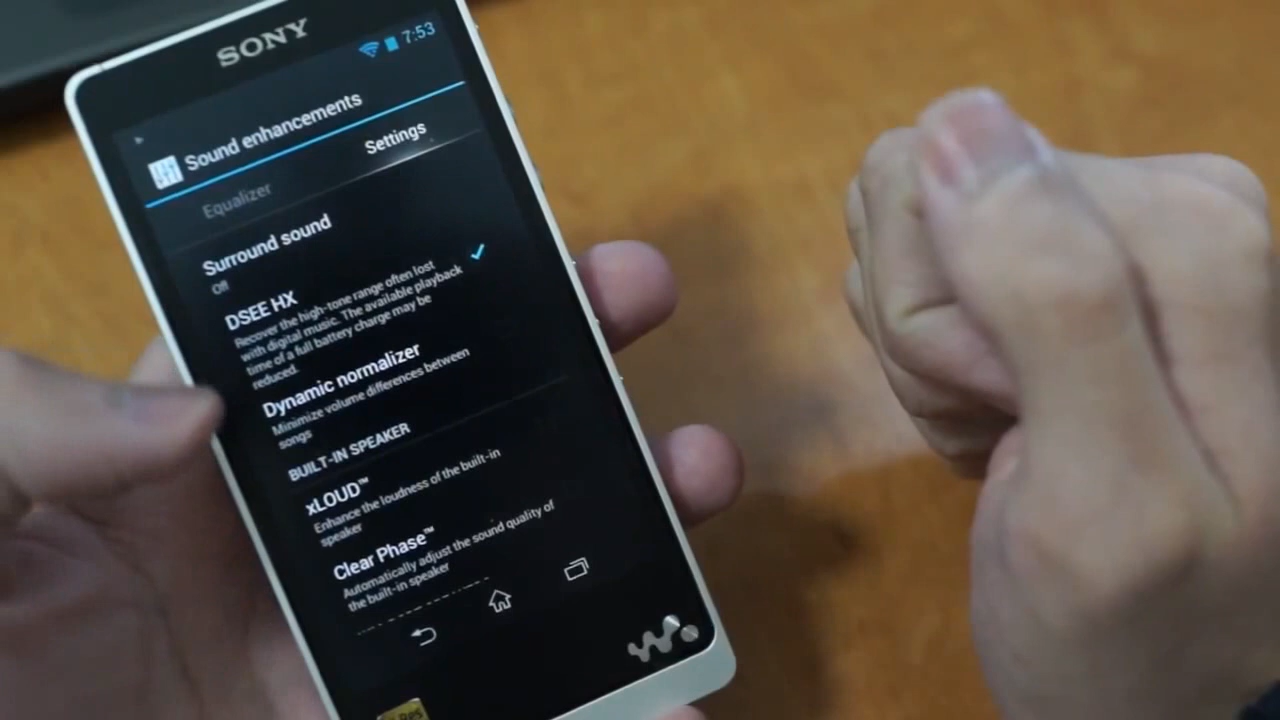 SONY
7:53
Sound enhancements
Equalizer
Settings
Surround sound
Off
DSEE HX
Recover the high-tone range often lost
with digital music. The available playback
time of a full battery charge may be
reduced.
Dynamic normalizer
Minimize volume differences between
songs
BUILT-IN SPEAKER
xLOUD™
Enhance the loudness of the built-in
speaker
Clear Phase™
Automatically adjust the sound quality of
the built-in speaker